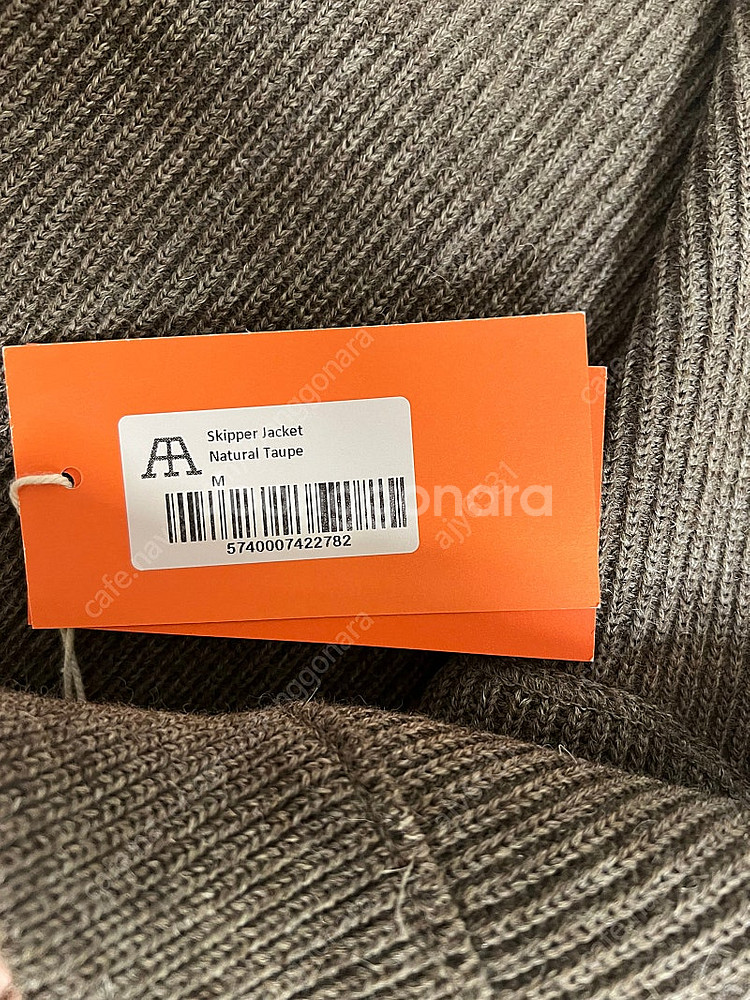 Skipper Jacket
Natural Taupe
M
5740007422782